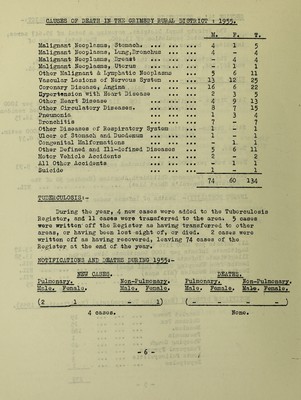 CAUSES OF DEATH IN THE GRIMSBY RURAL DISTRICT : 1955.
M. F. T.
Malignant Neoplasms, Stomach. ... ... ... 4 1 5
Malignant Neoplasms, Lung,Bronchus ... ... 4 - 4
Malignant Neoplasms, Breast ... ... ... - 4 4
Malignant Neoplasms, Uterus ... ... ... - 1 1
Other Malignant & Lymphatic Neoplasms ... 5 6 11
Vascular Lesions of Nervous System .. ... 13 12 25
Coronary Disease, Angina ... ... ... 16 6 22
Hypertension with Heart Disease ... ... 2 3 5
Other Heart Disease ... ... ... ... 4 9 13
Other Circulatory Diseases. ... ... ... 8 7 15
Pneumonia ... ... ... ... ... 1 3 4
Bronchitis ... ... ... ... ... 7 - 7
Other Diseases of Respiratory System ... 1 - 1
Ulcer of Stomach and Duodenum ... ... 1 - 1
Congenital Malformations ... ... ... - 1 1
Other Defined and Ill-defined Diseases ... 5 6 11
Motor Vehicle Accidents ... ... ... 2 - 2
All Other Accidents ... ... ... ... - 1 1
Suicide ... ... ... ... ... 1 - 1
74 60 134
TUBERCULOSIS:-
During the year, 4 new cases were added to the Tuberculosis
Register, and 11 cases were transferred to the area. 5 cases
were written off the Register as having transferred to other
areas, or having been lost sight of, or died. 2 cases were
written off as having recovered, leaving 74 cases of the
Register at the end of the year.
NOTIFICATIONS AND DEATHS DURING 1955:-
NEW CASES. DEATHS.
Pulmonary. Non-Pulmonary. Pulmonary. Non-Pulmonary.
Male. Female. Male. Female. Male. Female. Male. Female.
(2 1 - 1) (- - - -)
4 cases. None.
- 6 -